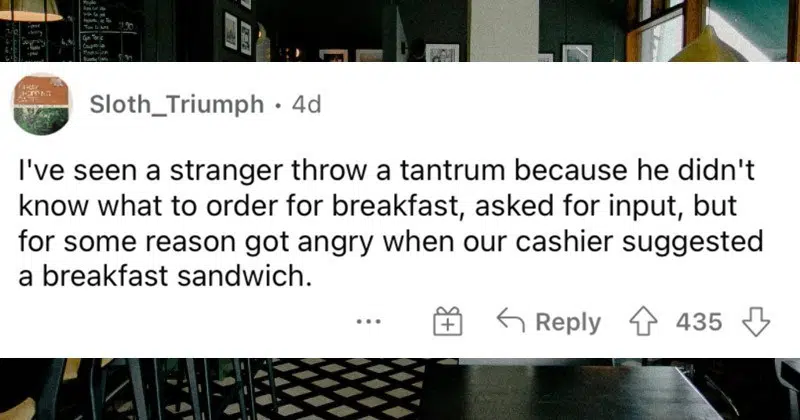 Sloth_Triumph • 4d
I've seen a stranger throw a tantrum because he didn't
know what to order for breakfast, asked for input, but
for some reason got angry when our cashier suggested
a breakfast sandwich.
... Reply 435